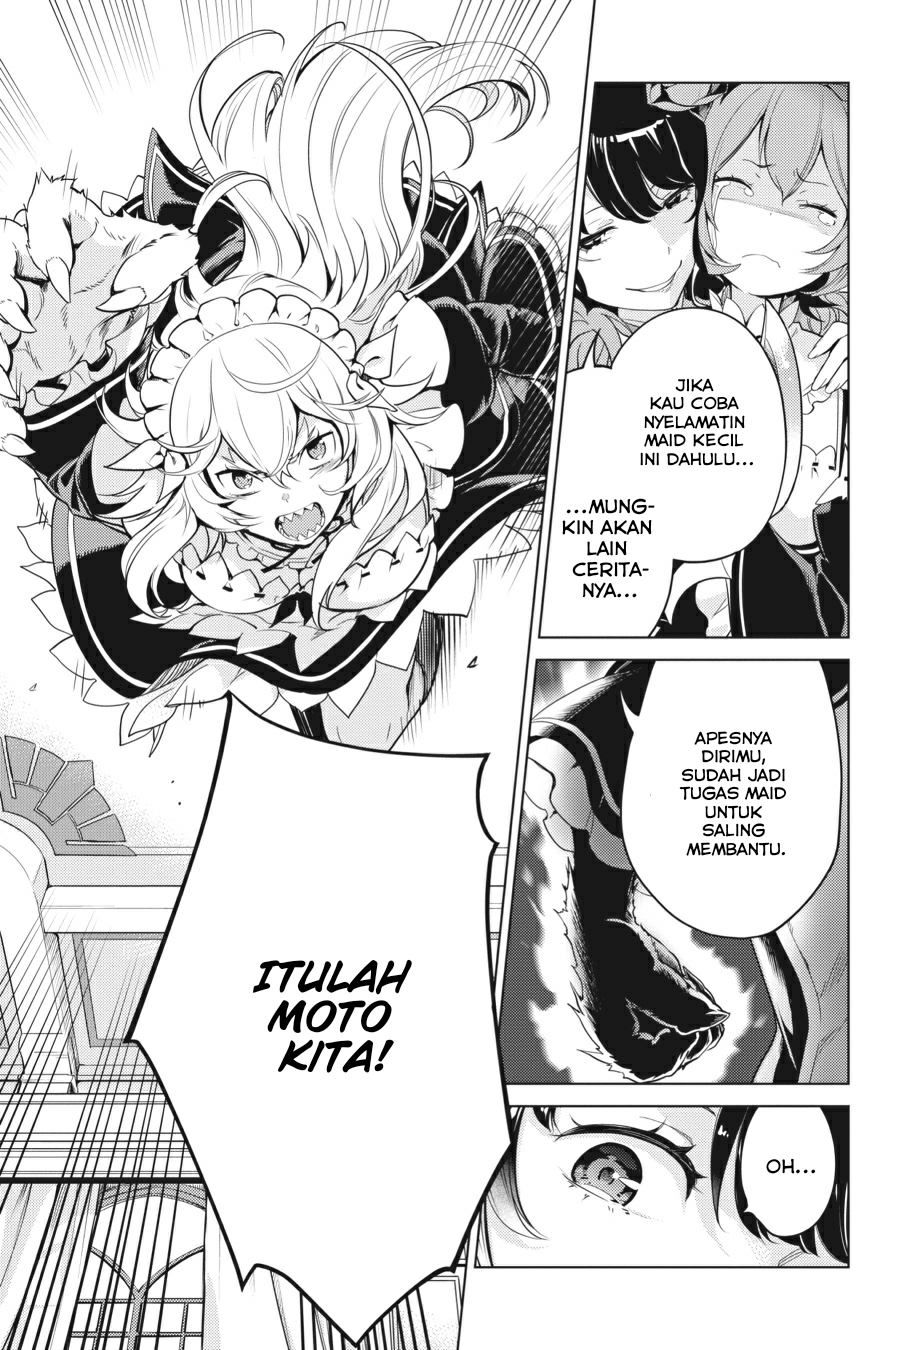 JIKA
KAU COBA
NYELAMATIN
MAID KECIL
INI DAHULU...
...MUNG-
KIN AKAN
LAIN
CERITA-
NYA...
APESNYA
DIRIMU,
SUDAH JADI
TUGAS MAID
UNTUK
SALING
MEMBANTU.
OH...
ITULAH
MOTO
KITA!